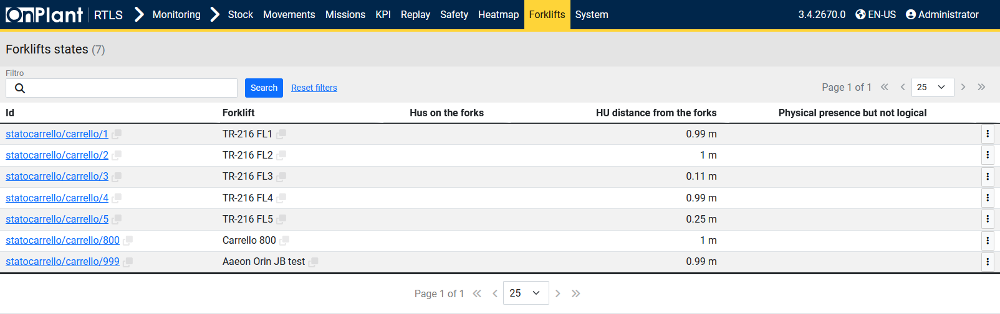 OnPlant RTLS Monitoring Stock Movements Missions KPI Replay Safety Heatmap Forklifts System 3.4.2670.0 EN-US Administrator
Forklifts states (7)
Filtro
Search Reset filters Page 1 of 1 25
Id Forklift Hus on the forks HU distance from the forks Physical presence but not logical
statocarrello/carrello/1 TR-216 FL1 0.99 m
statocarrello/carrello/2 TR-216 FL2 1 m
statocarrello/carrello/3 TR-216 FL3 0.11 m
statocarrello/carrello/4 TR-216 FL4 0.99 m
statocarrello/carrello/5 TR-216 FL5 0.25 m
statocarrello/carrello/800 Carrello 800 1 m
statocarrello/carrello/999 Aaeon Orin JB test 0.99 m
Page 1 of 1 25